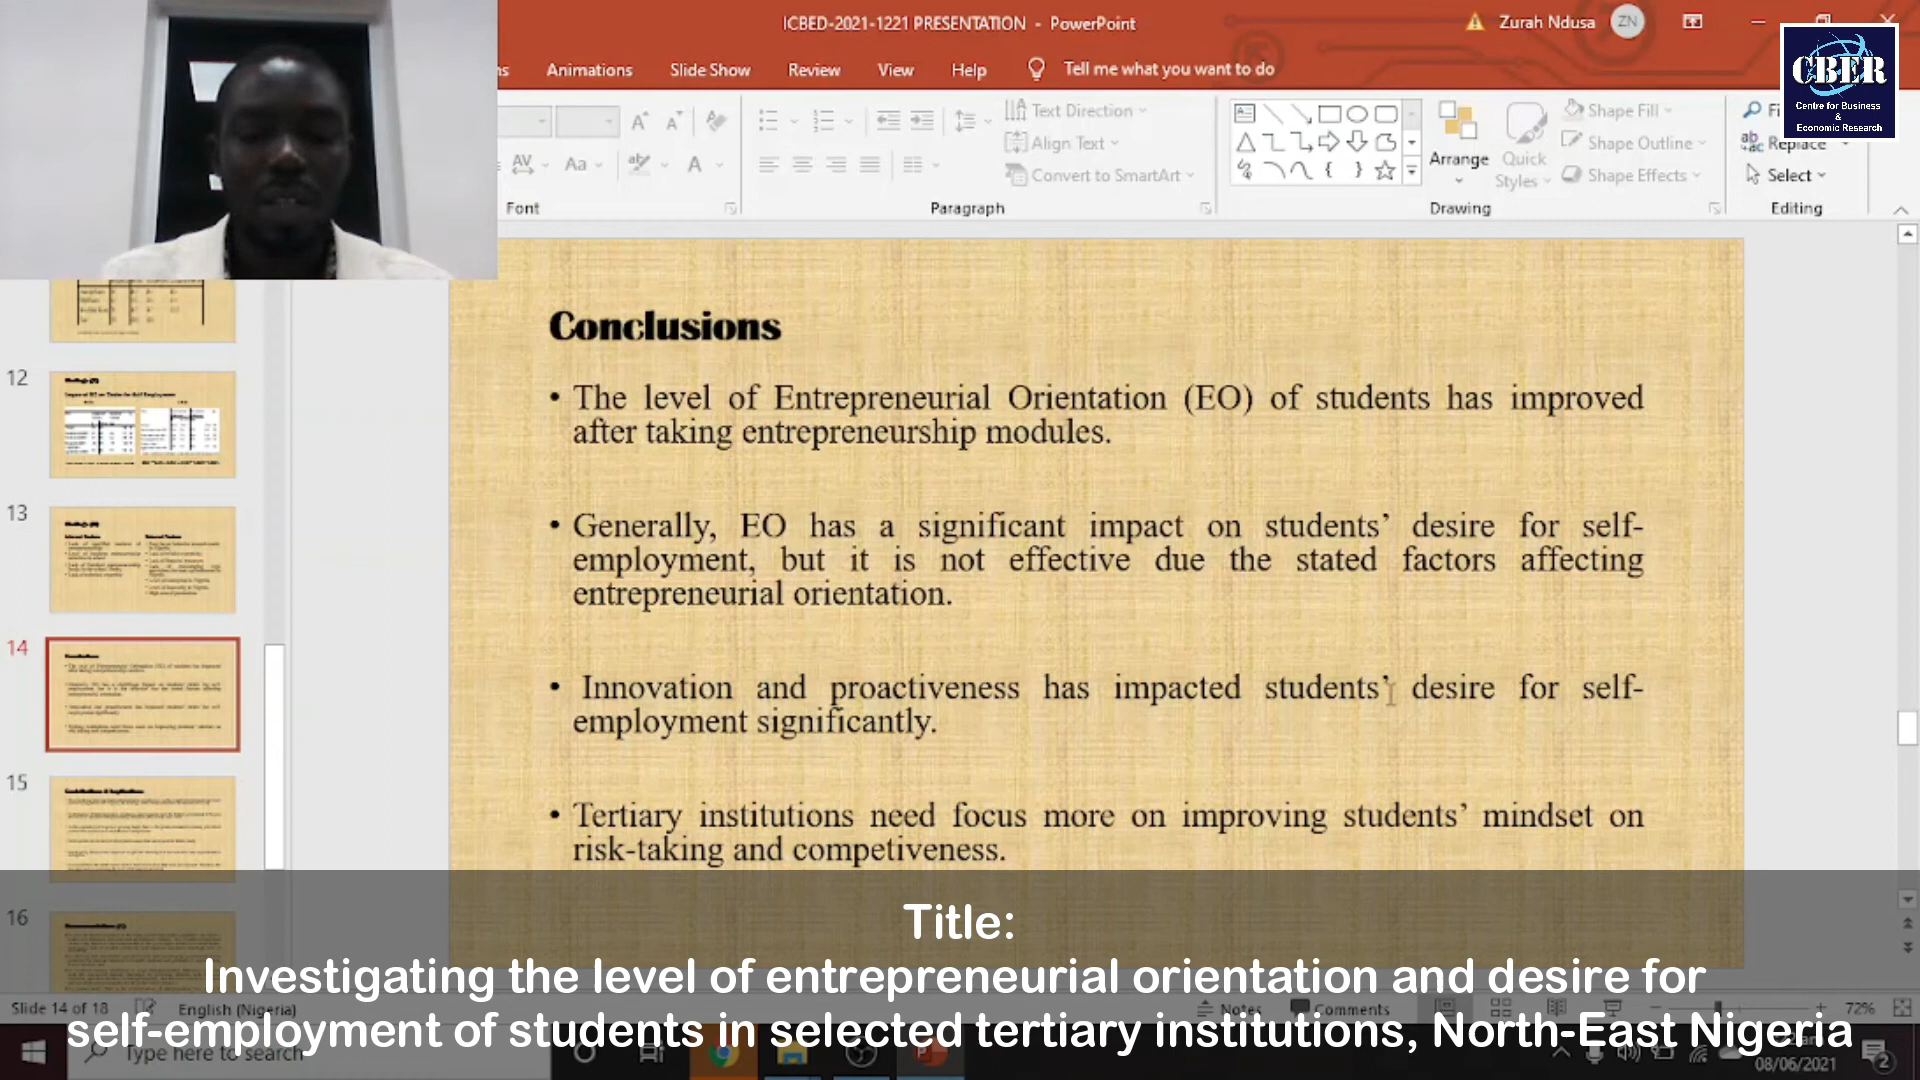 ICBED-2021-1221 PRESENTATION - PowerPoint
Zurah Ndusa
ZN
CBER
Centre for Business
&
Economic Research
ns Animations Slide Show Review View Help Tell me what you want to do
Text Direction
Align Text
Convert to SmartArt
Aa
Arrange
Quick
Styles
Shape Fill
Shape Outline
Shape Effects
Fi
Replace
Select
Font
Paragraph
Drawing
Editing
12
13
14
15
16
Conclusions
• The level of Entrepreneurial Orientation (EO) of students has improved
after taking entrepreneurship modules.
• Generally, EO has a significant impact on students’ desire for self-
employment, but it is not effective due the stated factors affecting
entrepreneurial orientation.
• Innovation and proactiveness has impacted students’ desire for self-
employment significantly.
• Tertiary institutions need focus more on improving students’ mindset on
risk-taking and competiveness.
Title:
Investigating the level of entrepreneurial orientation and desire for
self-employment of students in selected tertiary institutions, North-East Nigeria
Slide 14 of 18
English (Nigeria)
Notes
Comments
72%
Type here to search
08/06/2021
2